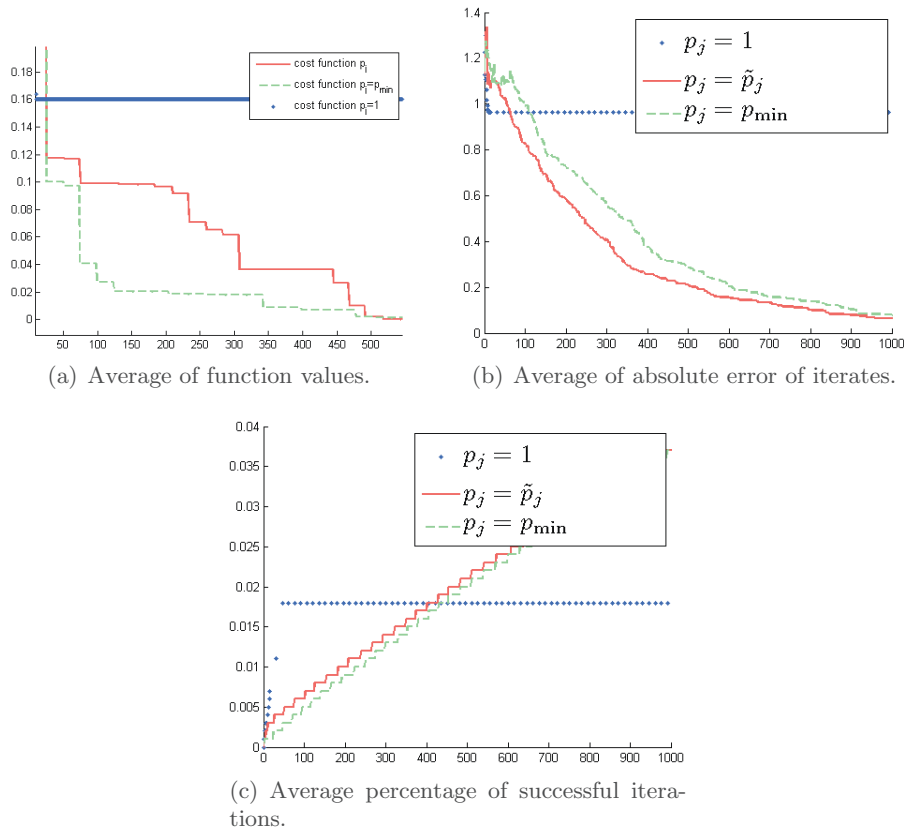 0.18
0.16
0.14
0.12
0.1
0.08
0.06
0.04
0.02
0
50 100 150 200 250 300 350 400 450 500
cost function p_i
cost function p_i=p_min
cost function p_i=1
(a) Average of function values.
1.4
1.2
1
0.8
0.6
0.4
0.2
0
0 100 200 300 400 500 600 700 800 900 1000
p_j = 1
p_j = p̃_j
p_j = p_min
(b) Average of absolute error of iterates.
0.04
0.035
0.03
0.025
0.02
0.015
0.01
0.005
0
0 100 200 300 400 500 600 700 800 900 1000
p_j = 1
p_j = p̃_j
p_j = p_min
(c) Average percentage of successful itera-
tions.